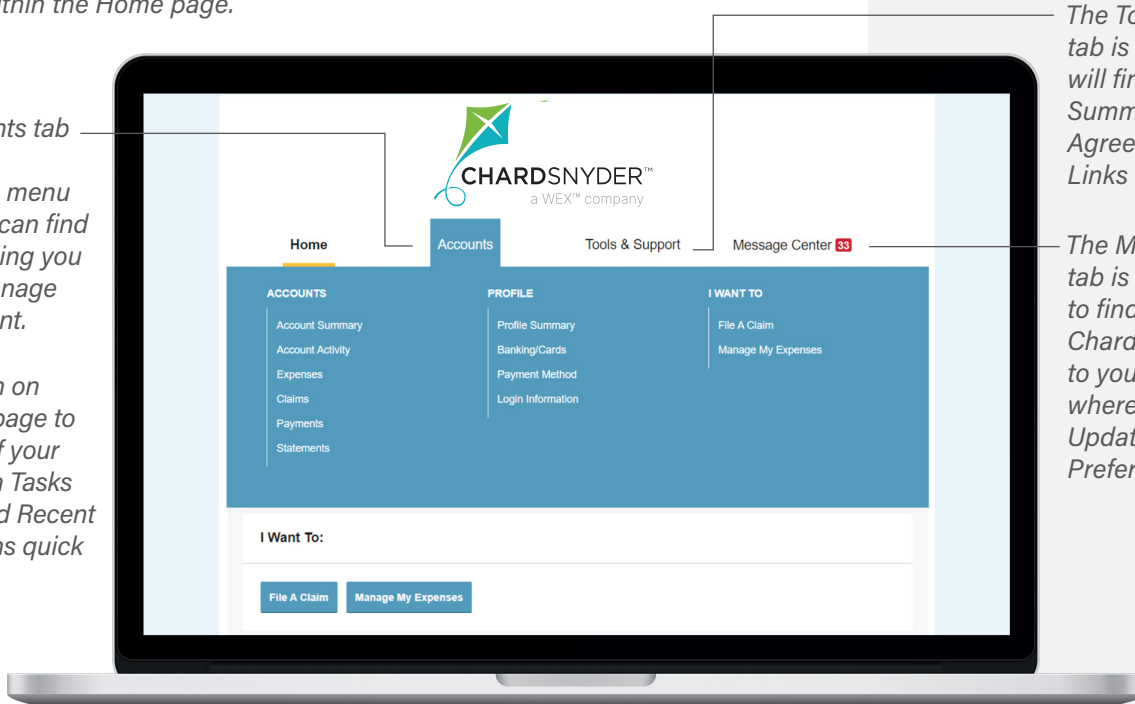 within the Home page.
nts tab
menu
can find
ing you
nage
nt.
n on
page to
f your
Tasks
d Recent
ns quick
CHARDSNYDER™
a WEX™ company
Home
Accounts
Tools & Support
Message Center 33
ACCOUNTS
Account Summary
Account Activity
Expenses
Claims
Payments
Statements
PROFILE
Profile Summary
Banking/Cards
Payment Method
Login Information
I WANT TO
File A Claim
Manage My Expenses
I Want To:
File A Claim Manage My Expenses
The To
tab is
will fin
Summ
Agree
Links
The M
tab is
to find
Chard
to you
where
Updat
Prefer